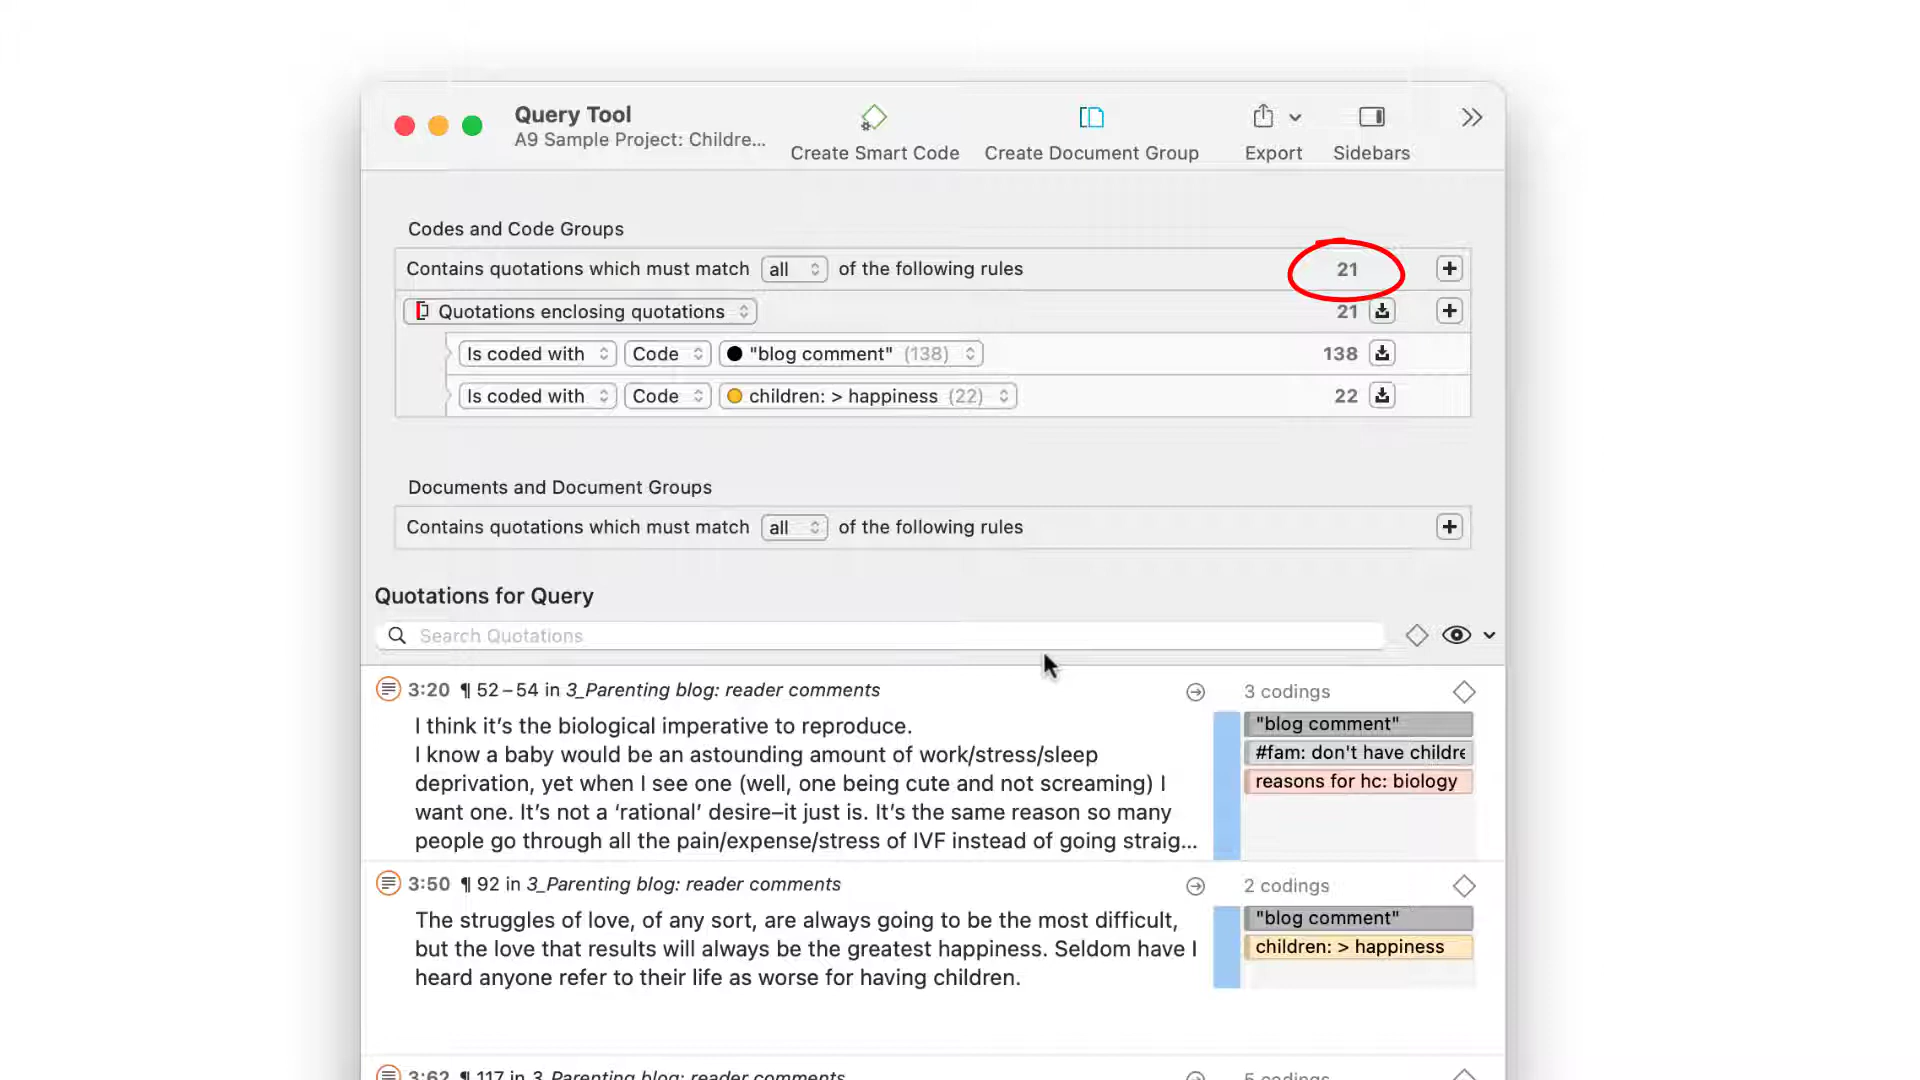 Query Tool
A9 Sample Project: Childre...
Create Smart Code
Create Document Group
Export
Sidebars
Codes and Code Groups
Contains quotations which must match all of the following rules 21
Quotations enclosing quotations 21
Is coded with Code "blog comment" (138) 138
Is coded with Code children: > happiness (22) 22
Documents and Document Groups
Contains quotations which must match all of the following rules
Quotations for Query
Search Quotations
3:20 ¶ 52–54 in 3_Parenting blog: reader comments
3 codings
I think it’s the biological imperative to reproduce.
I know a baby would be an astounding amount of work/stress/sleep
deprivation, yet when I see one (well, one being cute and not screaming) I
want one. It’s not a ‘rational’ desire–it just is. It’s the same reason so many
people go through all the pain/expense/stress of IVF instead of going straig...
"blog comment"
#fam: don't have childre
reasons for hc: biology
3:50 ¶ 92 in 3_Parenting blog: reader comments
2 codings
The struggles of love, of any sort, are always going to be the most difficult,
but the love that results will always be the greatest happiness. Seldom have I
heard anyone refer to their life as worse for having children.
"blog comment"
children: > happiness
3:62 ¶ 117 in 3_Parenting blog: reader comments
5 codings